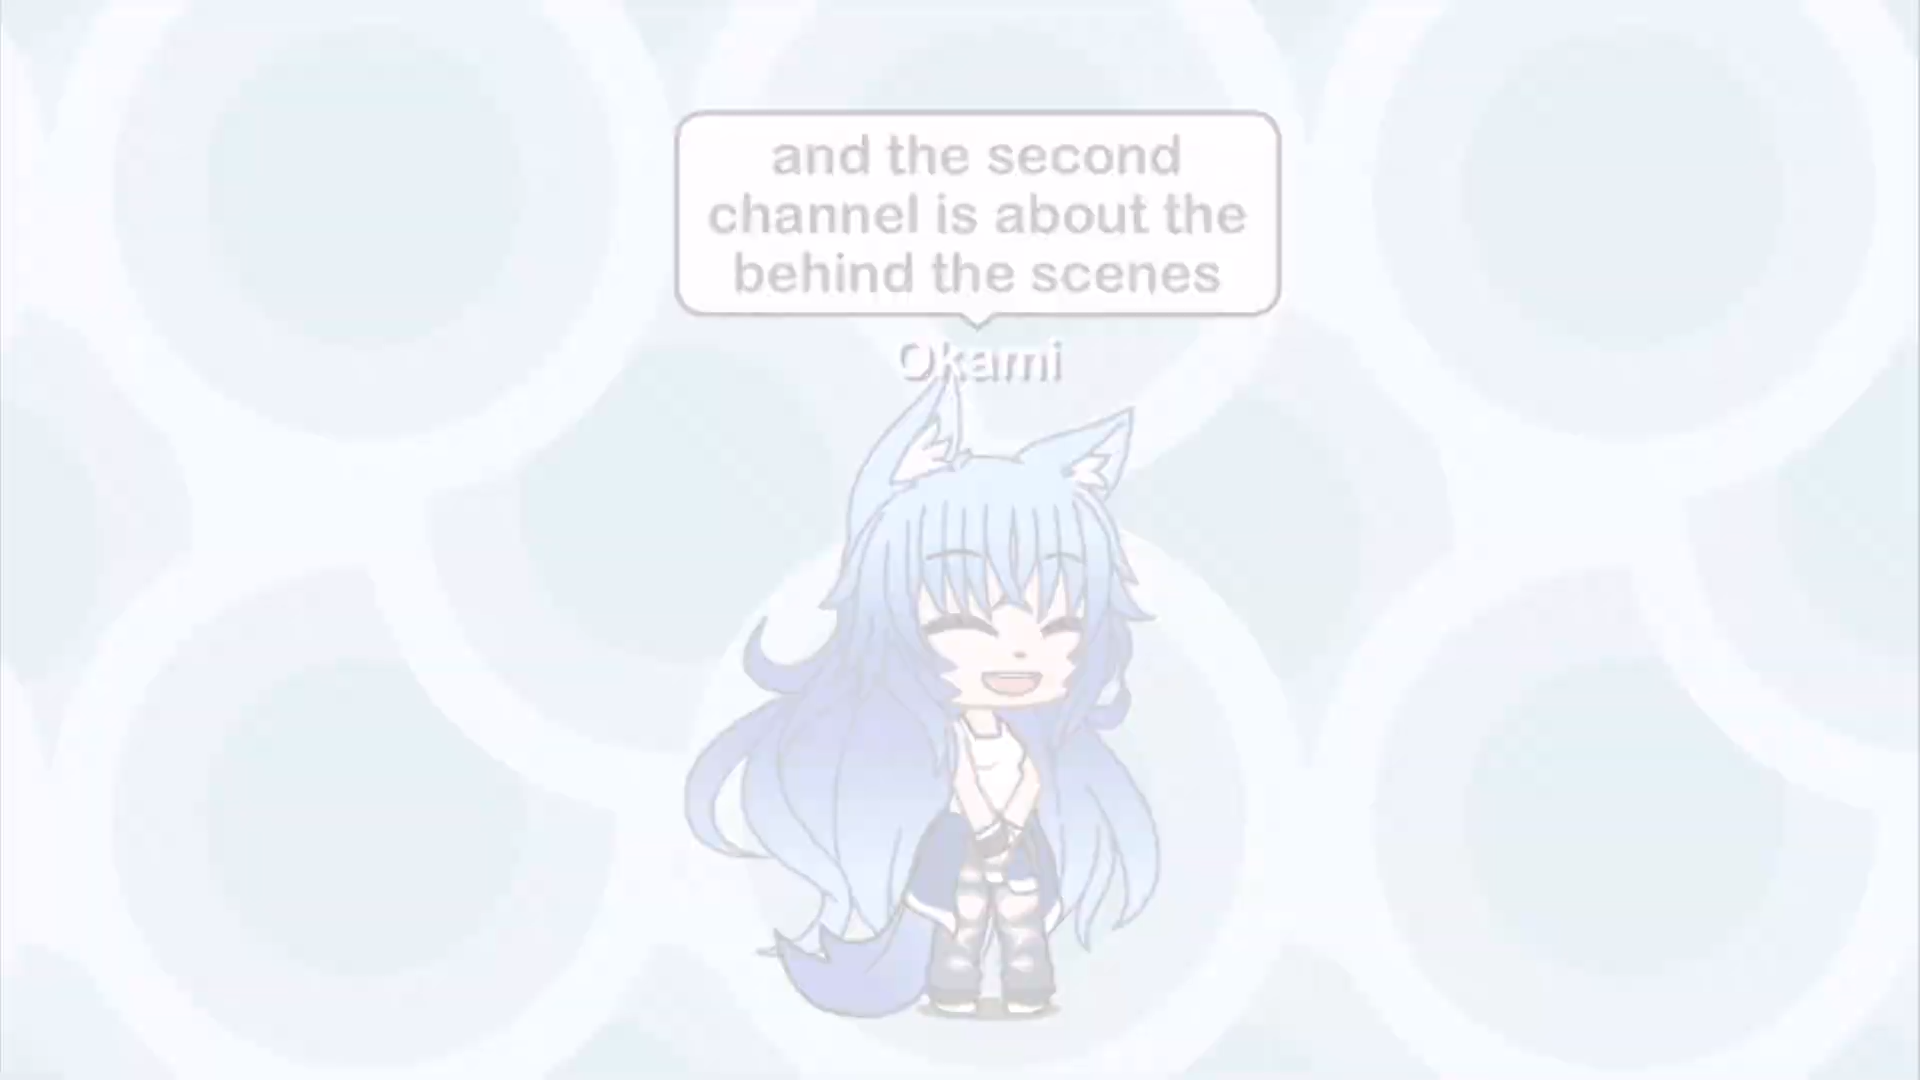 and the second
channel is about the
behind the scenes
Okami